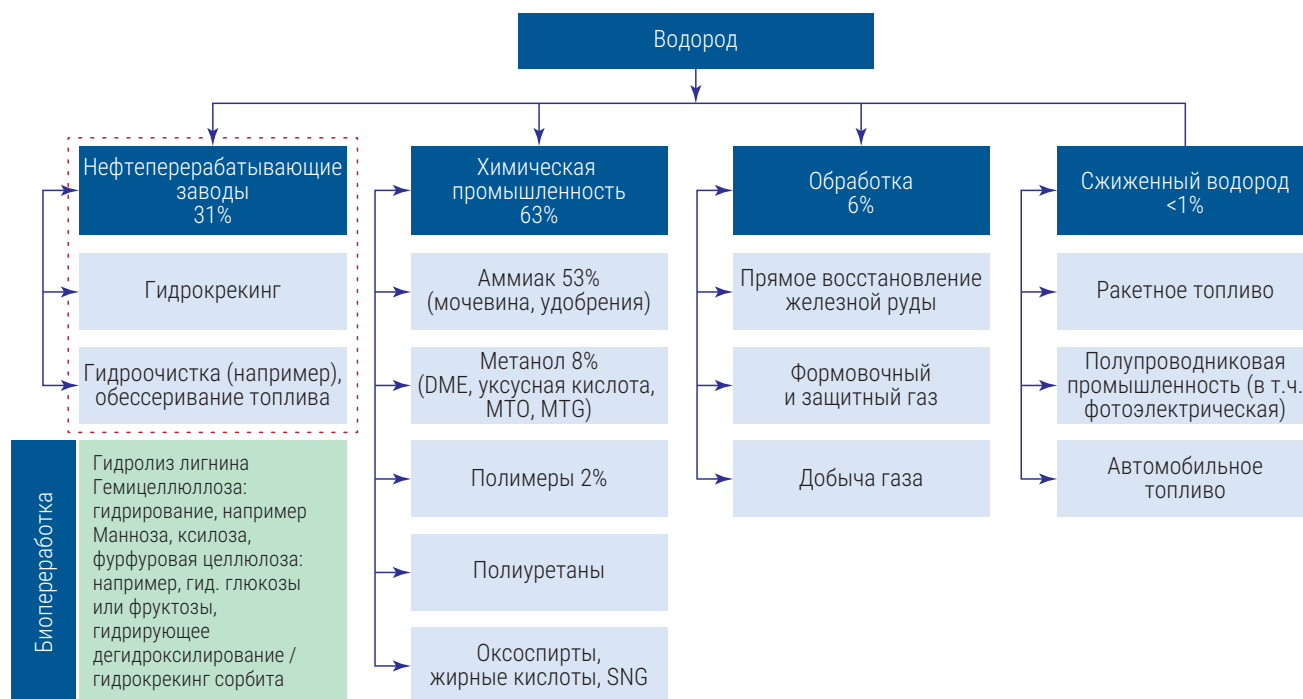 Водород
Нефтеперерабатывающие
заводы
31%
Гидрокрекинг
Гидроочистка (например),
обессеривание топлива
Биопереработка
Гидролиз лигнина
Гемицеллюллоза:
гидрирование, например
Манноза, ксилоза,
фурфуровая целлюлоза:
например, гид. глюкозы
или фруктозы,
гидрирующее
дегидроксилирование /
гидрокрекинг сорбита
Химическая
промышленность
63%
Аммиак 53%
(мочевина, удобрения)
Метанол 8%
(DME, уксусная кислота,
MTO, MTG)
Полимеры 2%
Полиуретаны
Оксоспирты,
жирные кислоты, SNG
Обработка
6%
Прямое восстановление
железной руды
Формовочный
и защитный газ
Добыча газа
Сжиженный водород
<1%
Ракетное топливо
Полупроводниковая
промышленность (в т.ч.
фотоэлектрическая)
Автомобильное
топливо